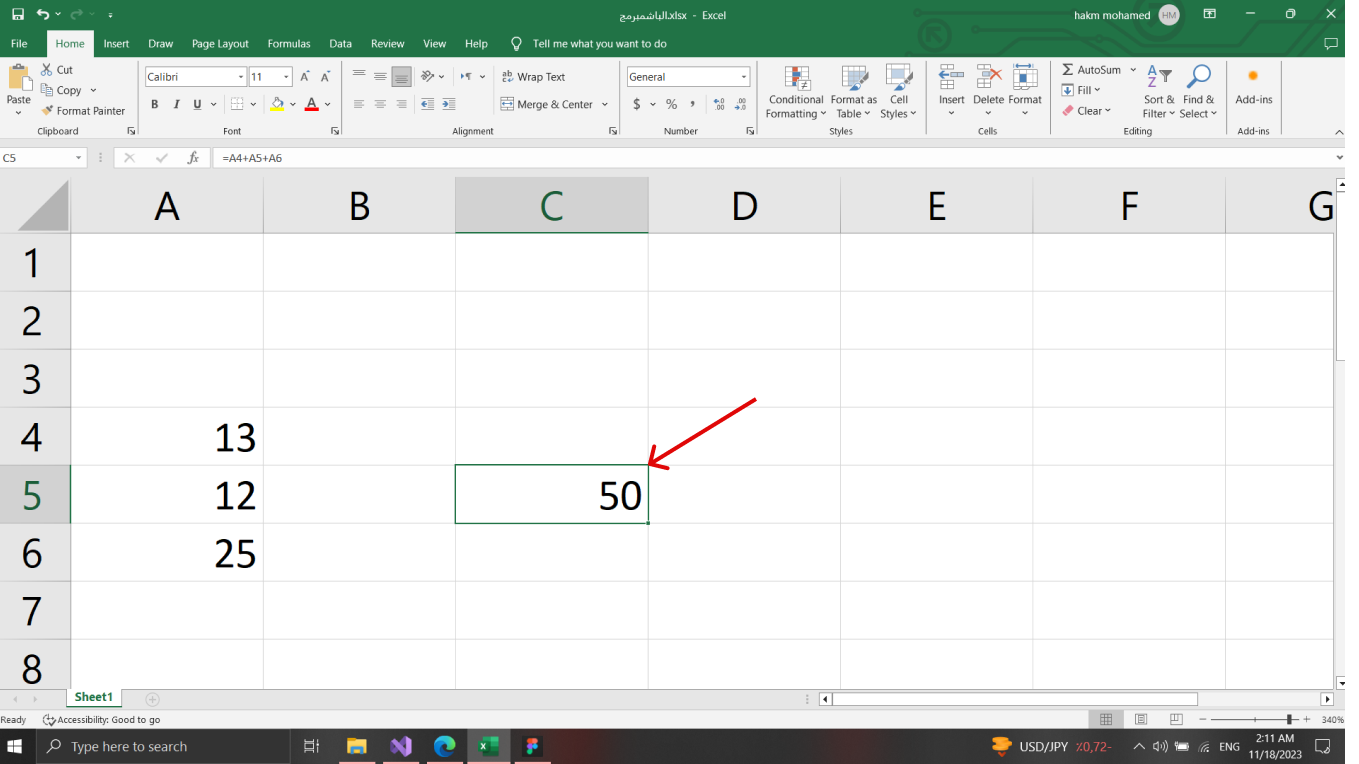 الباشمبرمج.xlsx - Excel
hakm mohamed HM
File Home Insert Draw Page Layout Formulas Data Review View Help Tell me what you want to do
Paste
Cut
Copy
Format Painter
Clipboard
Calibri 11
B I U A
Font
Wrap Text
Merge & Center
Alignment
General
$ %
Number
Conditional Formatting
Format as Table
Cell Styles
Styles
Insert Delete Format
Cells
AutoSum
Fill
Clear
Sort & Filter
Find & Select
Editing
Add-ins
Add-ins
C5 fx =A4+A5+A6
A B C D E F G
1
2
3
4 13
5 12 50
6 25
7
8
Sheet1
Ready Accessibility: Good to go 340%
Type here to search
USD/JPY ٪0,72-
ENG
2:11 AM
11/18/2023